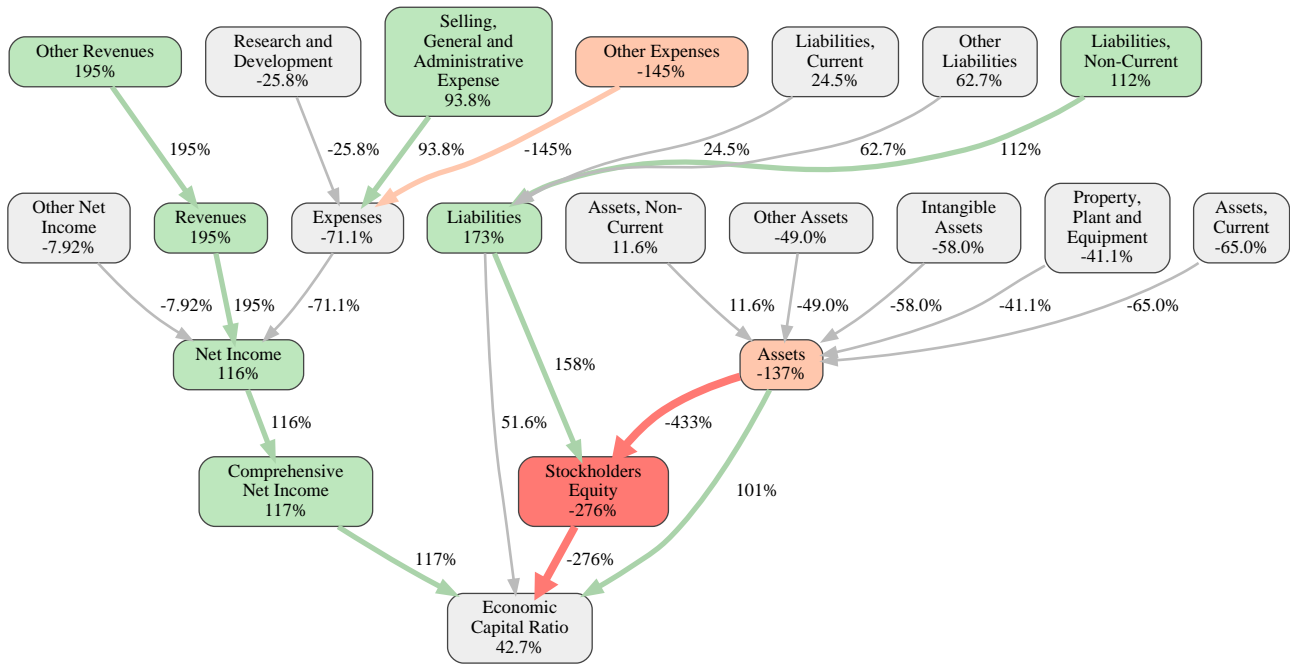 Other Revenues
195%
Research and
Development
-25.8%
Selling,
General and
Administrative
Expense
93.8%
Other Expenses
-145%
Liabilities,
Current
24.5%
Other
Liabilities
62.7%
Liabilities,
Non-Current
112%
195%
-25.8%
93.8%
-145%
24.5%
62.7%
112%
Other Net
Income
-7.92%
Revenues
195%
Expenses
-71.1%
Liabilities
173%
Assets, Non-
Current
11.6%
Other Assets
-49.0%
Intangible
Assets
-58.0%
Property,
Plant and
Equipment
-41.1%
Assets,
Current
-65.0%
-7.92%
195%
-71.1%
11.6%
-49.0%
-58.0%
-41.1%
-65.0%
Net Income
116%
Assets
-137%
158%
116%
51.6%
-433%
101%
Comprehensive
Net Income
117%
Stockholders
Equity
-276%
117%
-276%
Economic
Capital Ratio
42.7%